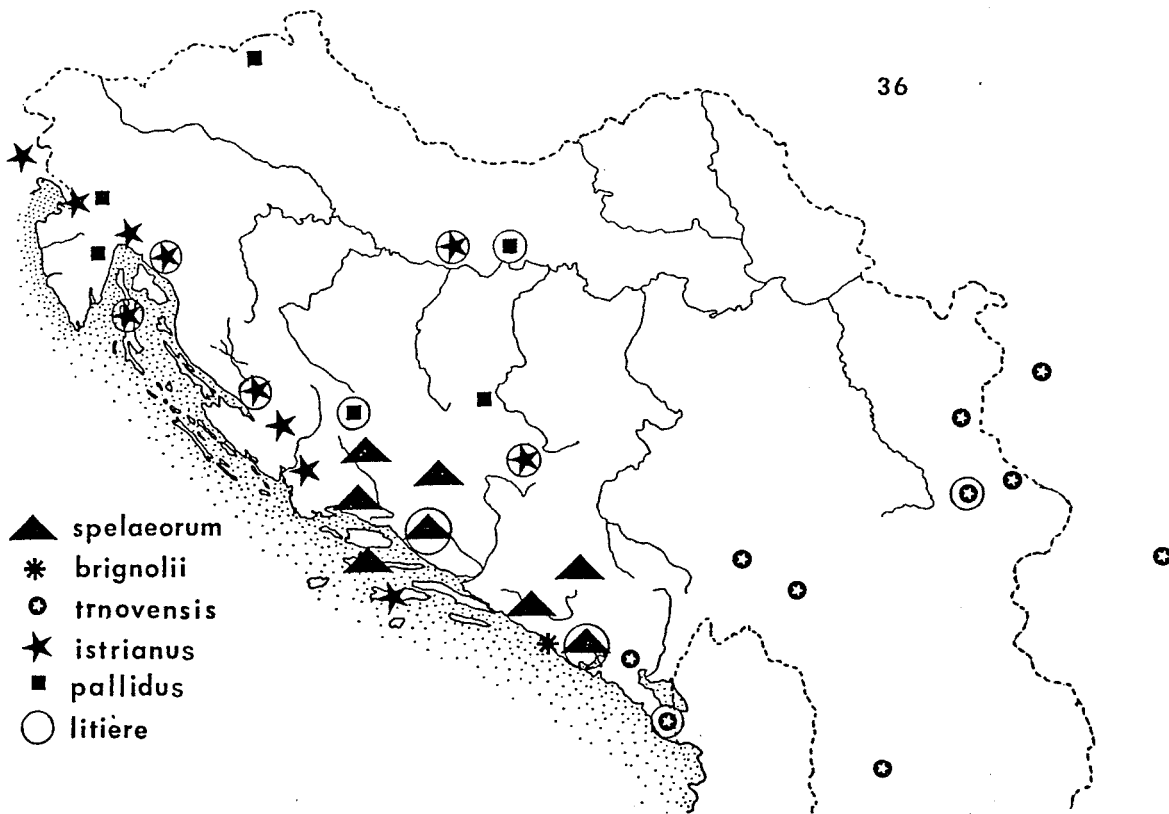 36
spelaeorum
brignolii
trnovensis
istrianus
pallidus
litière